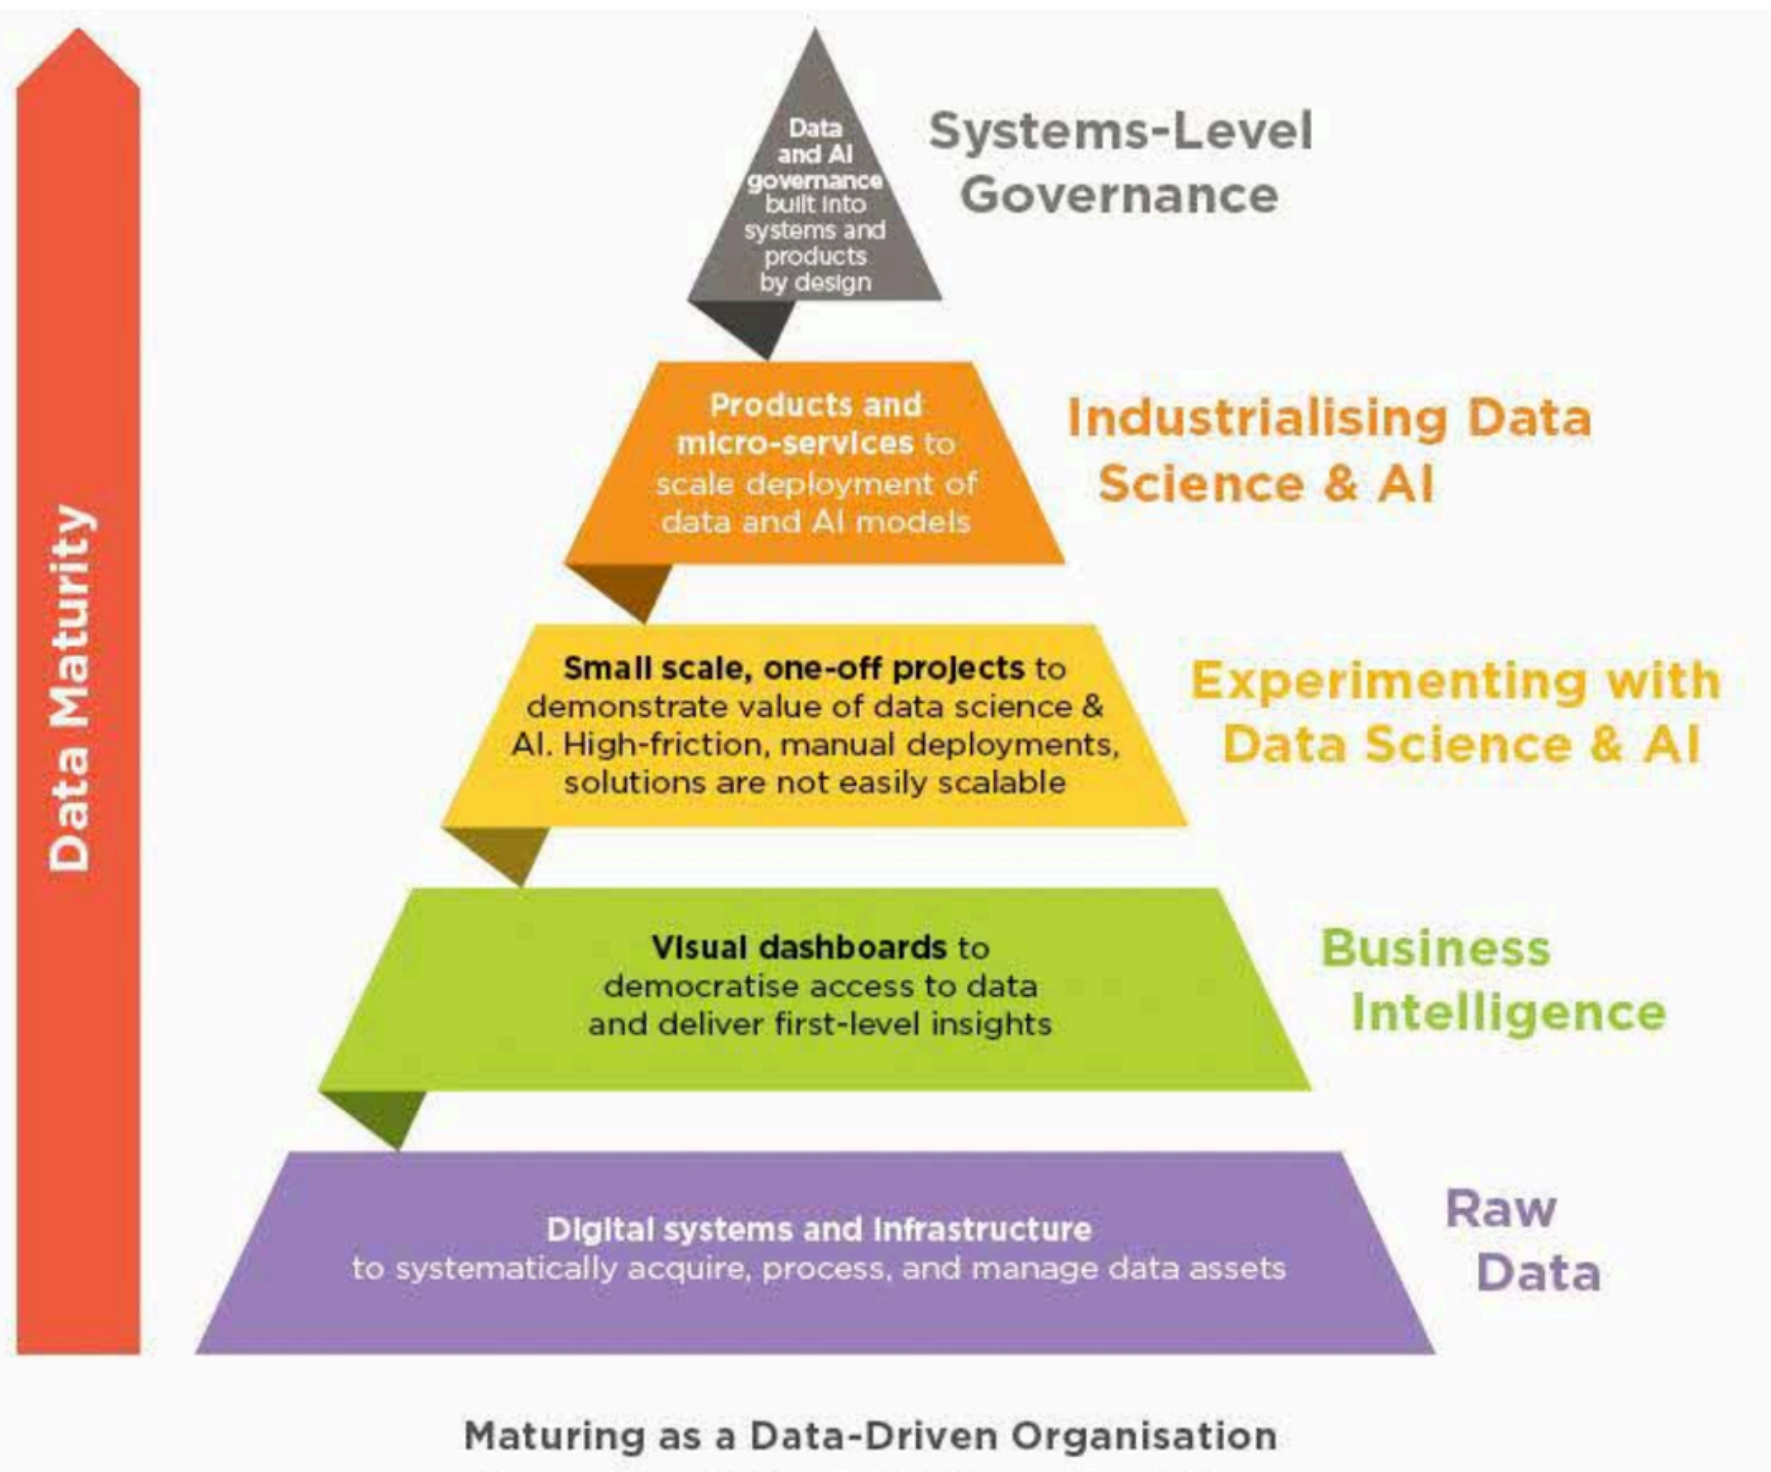 Data Maturity
Data
and AI
governance
built into
systems and
products
by design
Systems-Level
Governance
Products and
micro-services to
scale deployment of
data and AI models
Industrialising Data
Science & AI
Small scale, one-off projects to
demonstrate value of data science &
AI. High-friction, manual deployments,
solutions are not easily scalable
Experimenting with
Data Science & AI
Visual dashboards to
democratise access to data
and deliver first-level insights
Business
Intelligence
Digital systems and infrastructure
to systematically acquire, process, and manage data assets
Raw
Data
Maturing as a Data-Driven Organisation